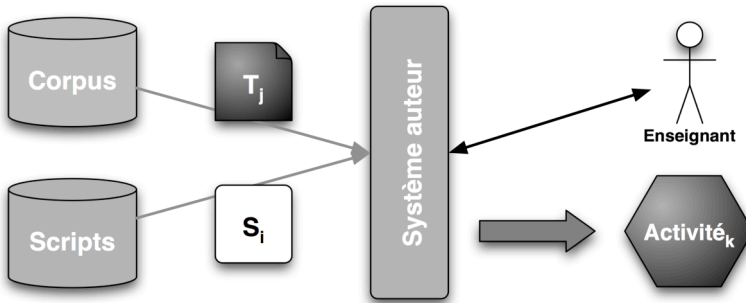 Corpus
Tj
Système auteur
Enseignant
Scripts
Si
Activiték